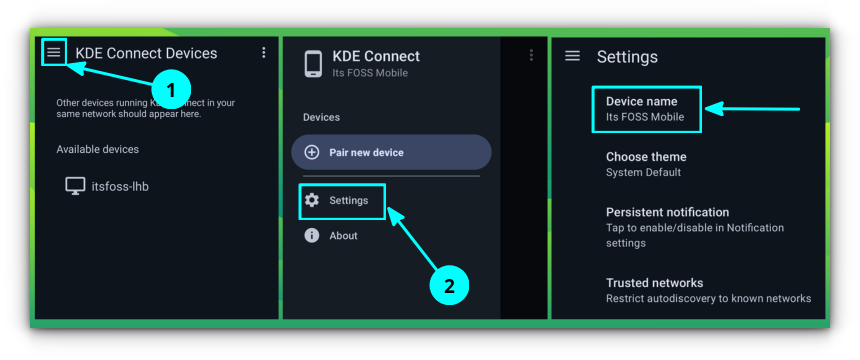 KDE Connect Devices
1
Other devices running KDE Connect in your
same network should appear here.
Available devices
itsfoss-lhb
KDE Connect
Its FOSS Mobile
Devices
Pair new device
Settings
About
2
Settings
Device name
Its FOSS Mobile
Choose theme
System Default
Persistent notification
Tap to enable/disable in Notification
settings
Trusted networks
Restrict autodiscovery to known networks